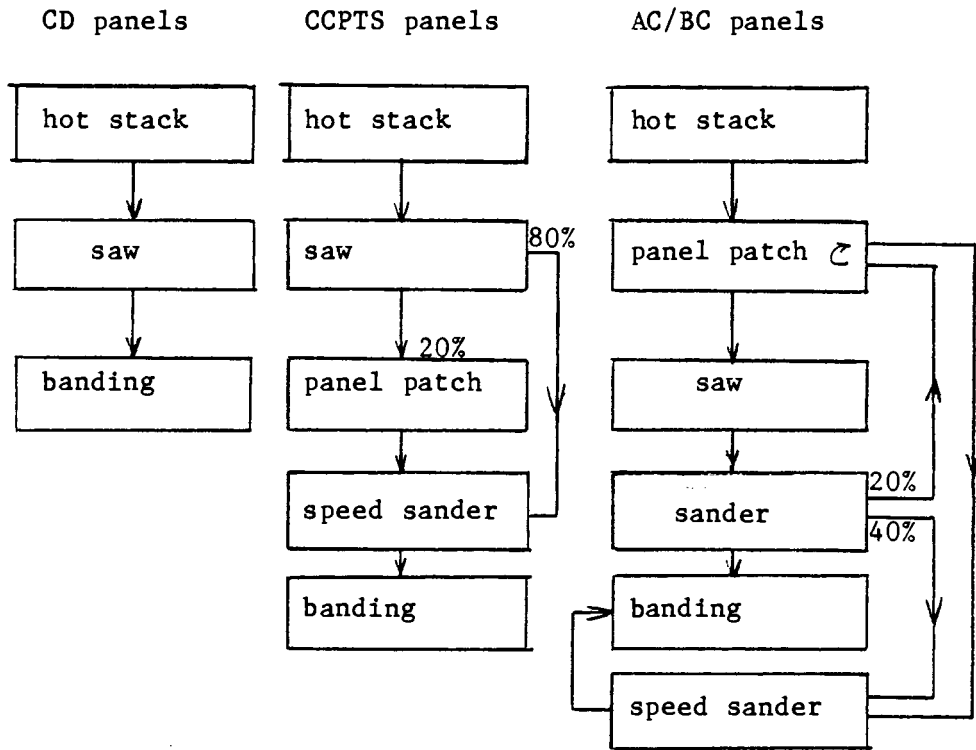 CD panels
hot stack
saw
banding
CCPTS panels
hot stack
saw
80%
20%
panel patch
speed sander
banding
AC/BC panels
hot stack
panel patch
saw
sander
20%
40%
banding
speed sander